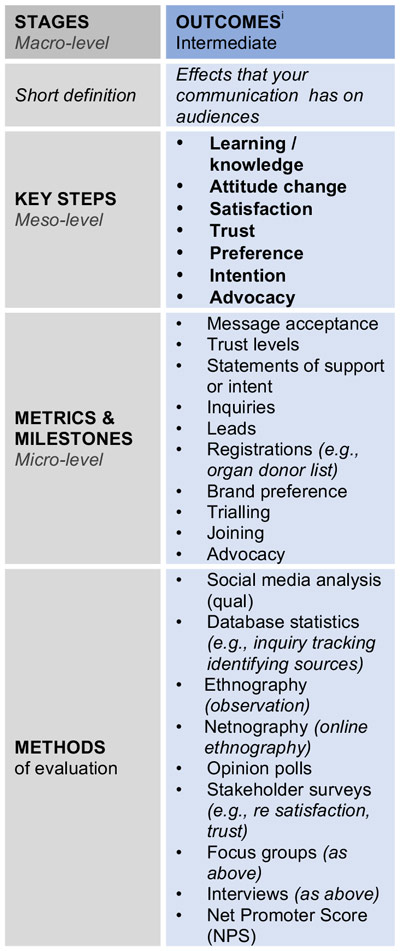 STAGES
Macro-level
OUTCOMESⁱ
Intermediate
Short definition
Effects that your
communication has on
audiences
KEY STEPS
Meso-level
• Learning /
knowledge
• Attitude change
• Satisfaction
• Trust
• Preference
• Intention
• Advocacy
METRICS &
MILESTONES
Micro-level
• Message acceptance
• Trust levels
• Statements of support
or intent
• Inquiries
• Leads
• Registrations (e.g.,
organ donor list)
• Brand preference
• Trialling
• Joining
• Advocacy
METHODS
of evaluation
• Social media analysis
(qual)
• Database statistics
(e.g., inquiry tracking
identifying sources)
• Ethnography
(observation)
• Netnography (online
ethnography)
• Opinion polls
• Stakeholder surveys
(e.g., re satisfaction,
trust)
• Focus groups (as
above)
• Interviews (as above)
• Net Promoter Score
(NPS)